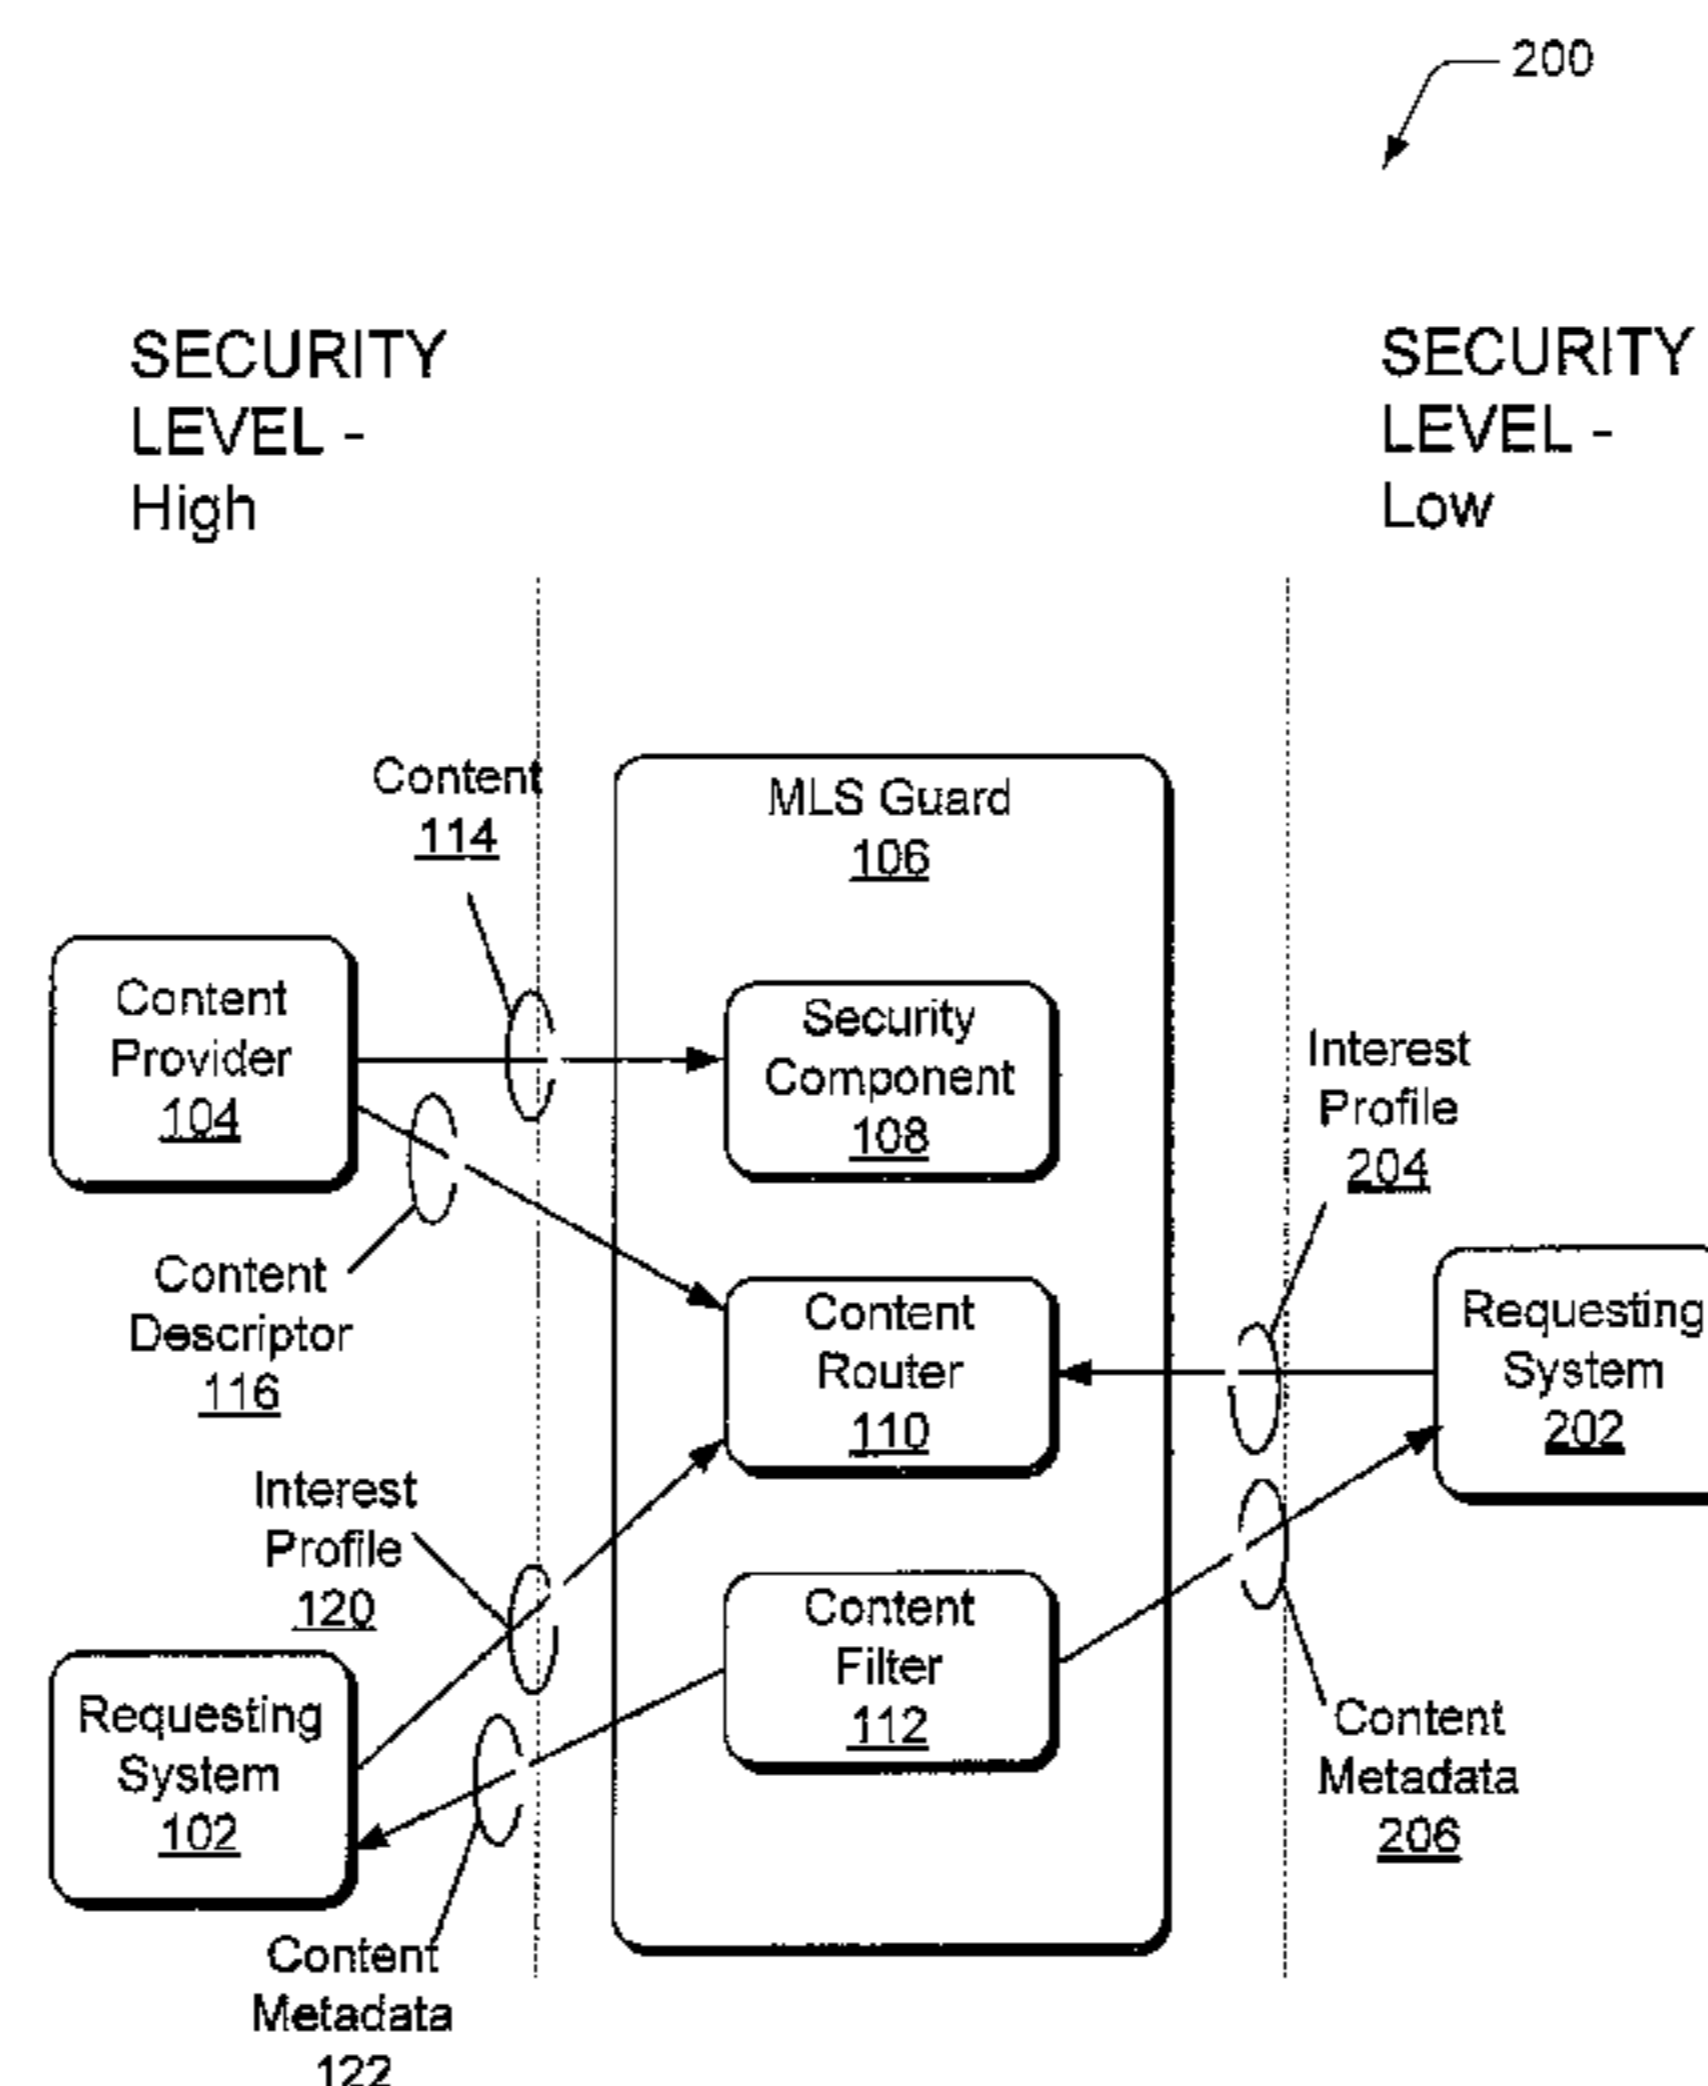 200
SECURITY
LEVEL -
High
SECURITY
LEVEL -
Low
Content
114
MLS Guard
106
Content
Provider
104
Security
Component
108
Interest
Profile
204
Content
Descriptor
116
Content
Router
110
Requesting
System
202
Interest
Profile
120
Content
Filter
112
Requesting
System
102
Content
Metadata
206
Content
Metadata
122